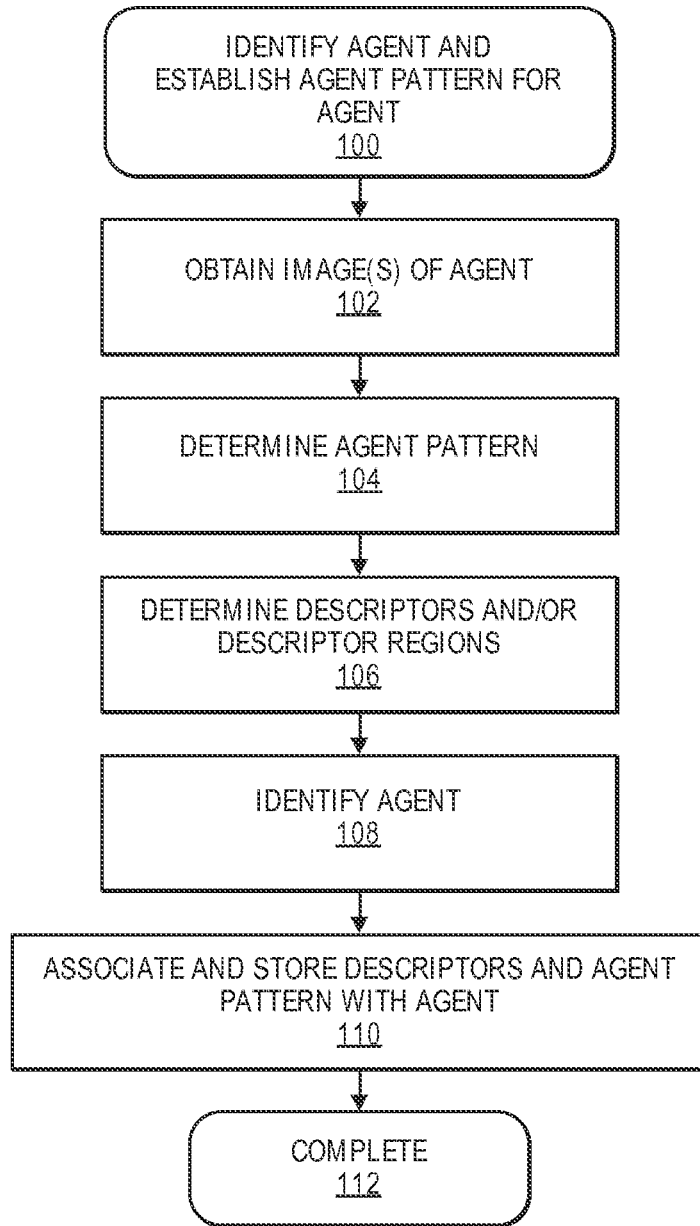 IDENTIFY AGENT AND
ESTABLISH AGENT PATTERN FOR
AGENT
100
OBTAIN IMAGE(S) OF AGENT
102
DETERMINE AGENT PATTERN
104
DETERMINE DESCRIPTORS AND/OR
DESCRIPTOR REGIONS
106
IDENTIFY AGENT
108
ASSOCIATE AND STORE DESCRIPTORS AND AGENT
PATTERN WITH AGENT
110
COMPLETE
112